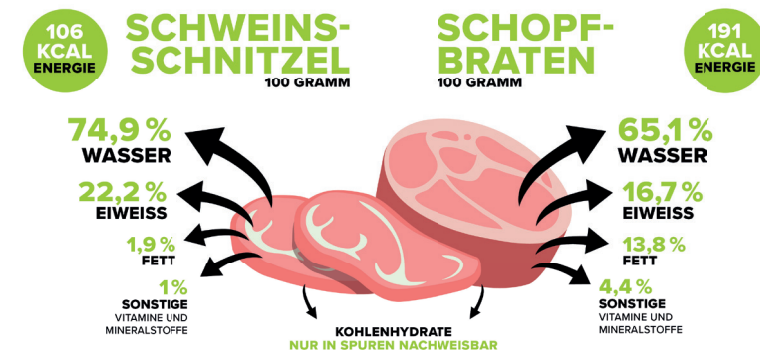 106
KCAL
ENERGIE
SCHWEINS-
SCHNITZEL
100 GRAMM
74,9 %
WASSER
22,2 %
EIWEISS
1,9 %
FETT
1%
SONSTIGE
VITAMINE UND
MINERALSTOFFE
SCHOPF-
BRATEN
100 GRAMM
191
KCAL
ENERGIE
65,1 %
WASSER
16,7 %
EIWEISS
13,8 %
FETT
4,4 %
SONSTIGE
VITAMINE UND
MINERALSTOFFE
KOHLENHYDRATE
NUR IN SPUREN NACHWEISBAR